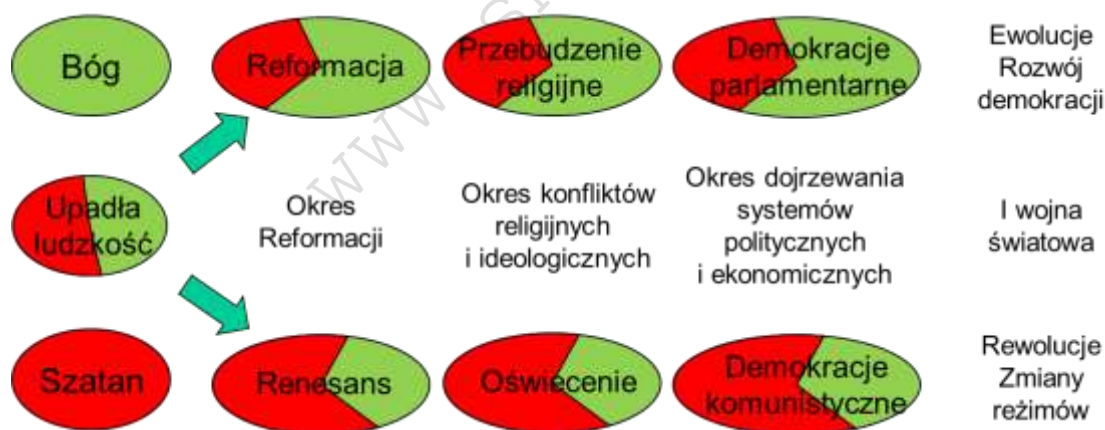 Bóg
Reformacja
Przebudzenie
religijne
Demokracje
parlamentarne
Ewolucje
Rozwój
demokracji
Upadła
ludzkość
Okres
Reformacji
Okres konfliktów
religijnych
i ideologicznych
Okres dojrzewania
systemów
politycznych
i ekonomicznych
I wojna
światowa
Szatan
Renesans
Oświecenie
Demokracje
komunistyczne
Rewolucje
Zmiany
reżimów